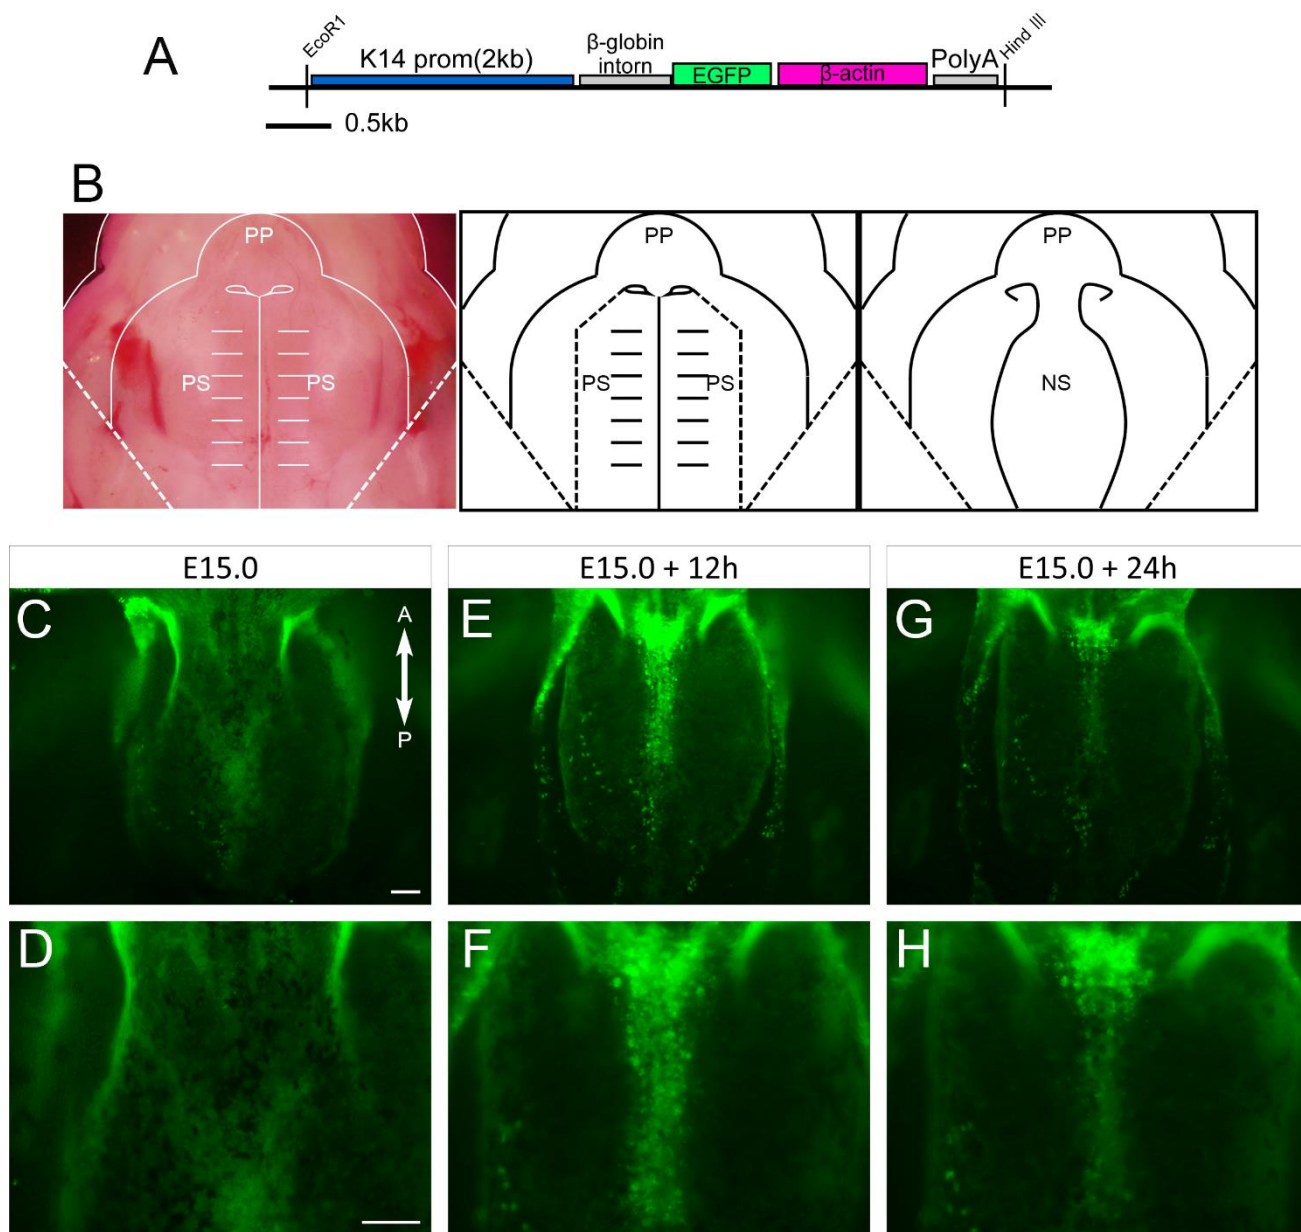 A
EcoR1
K14 prom(2kb)
β-globin
intorn
EGFP
β-actin
PolyA
Hind III
0.5kb
B
PP
PS
PS
PP
PS
PS
PP
NS
E15.0
E15.0 + 12h
E15.0 + 24h
C
A
P
E
G
D
F
H